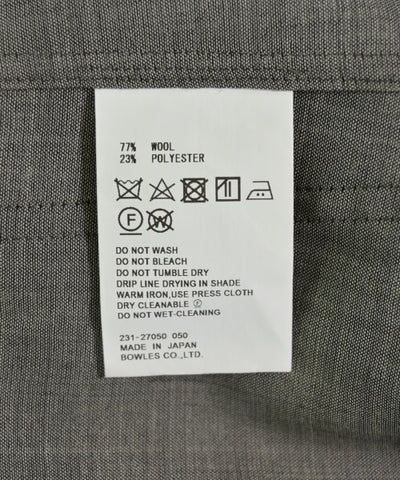 77% WOOL
23% POLYESTER
F W
DO NOT WASH
DO NOT BLEACH
DO NOT TUMBLE DRY
DRIP LINE DRYING IN SHADE
WARM IRON,USE PRESS CLOTH
DRY CLEANABLE Ⓕ
DO NOT WET-CLEANING
231-27050 050
MADE IN JAPAN
BOWLES CO.,LTD.